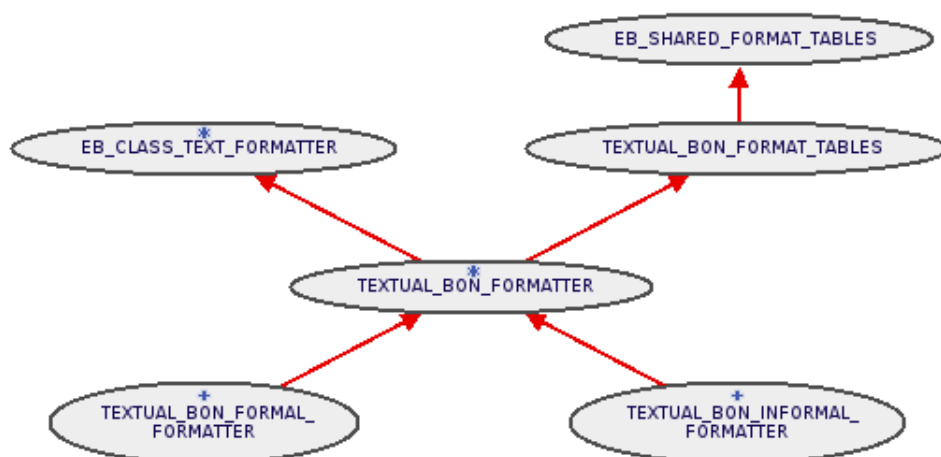 EB_SHARED_FORMAT_TABLES
*
EB_CLASS_TEXT_FORMATTER
TEXTUAL_BON_FORMAT_TABLES
*
TEXTUAL_BON_FORMATTER
+
TEXTUAL_BON_FORMAL_
FORMATTER
+
TEXTUAL_BON_INFORMAL_
FORMATTER